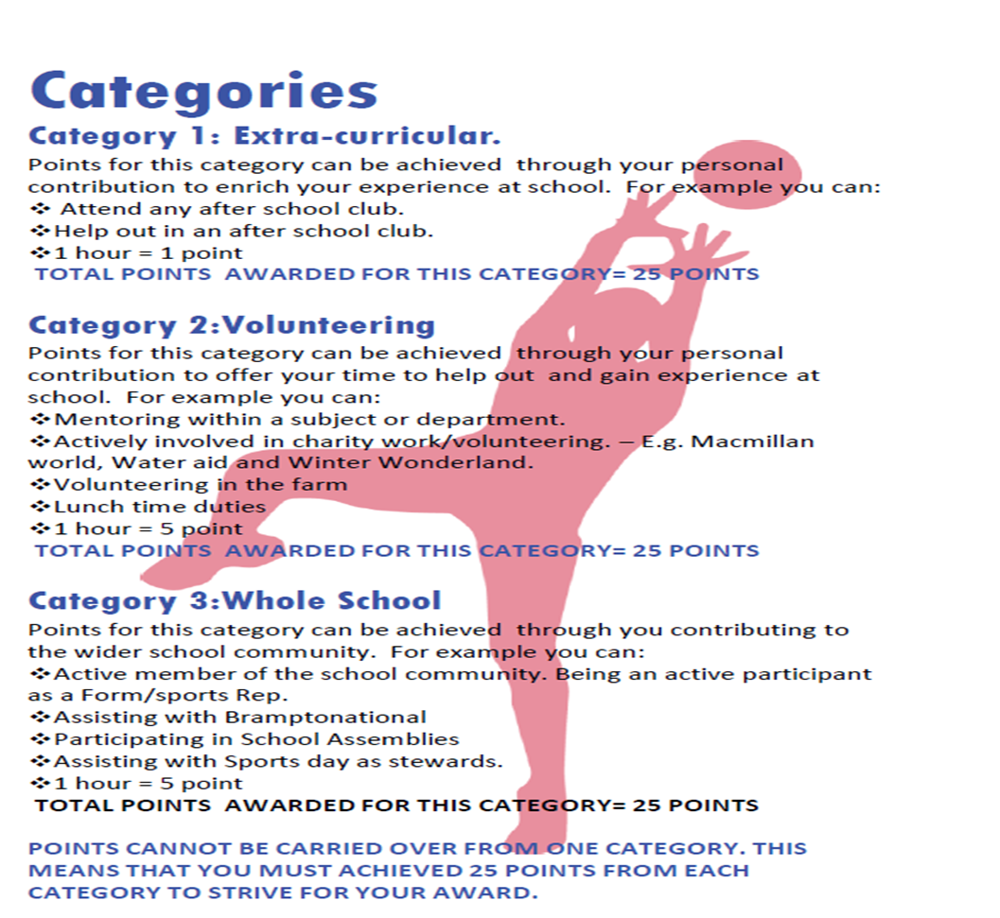 Categories
Category 1: Extra-curricular.
Points for this category can be achieved  through your personal
contribution to enrich your experience at school.  For example you can:
❖ Attend any after school club.
❖Help out in an after school club.
❖1 hour = 1 point
TOTAL POINTS  AWARDED FOR THIS CATEGORY= 25 POINTS
Category 2:Volunteering
Points for this category can be achieved  through your personal
contribution to offer your time to help out  and gain experience at
school.  For example you can:
❖Mentoring within a subject or department.
❖Actively involved in charity work/volunteering. – E.g. Macmillan
world, Water aid and Winter Wonderland.
❖Volunteering in the farm
❖Lunch time duties
❖1 hour = 5 point
TOTAL POINTS  AWARDED FOR THIS CATEGORY= 25 POINTS
Category 3:Whole School
Points for this category can be achieved  through you contributing to
the wider school community.  For example you can:
❖Active member of the school community. Being an active participant
as a Form/sports Rep.
❖Assisting with Bramptonational
❖Participating in School Assemblies
❖Assisting with Sports day as stewards.
❖1 hour = 5 point
TOTAL POINTS  AWARDED FOR THIS CATEGORY= 25 POINTS
POINTS CANNOT BE CARRIED OVER FROM ONE CATEGORY. THIS
MEANS THAT YOU MUST ACHIEVED 25 POINTS FROM EACH
CATEGORY TO STRIVE FOR YOUR AWARD.